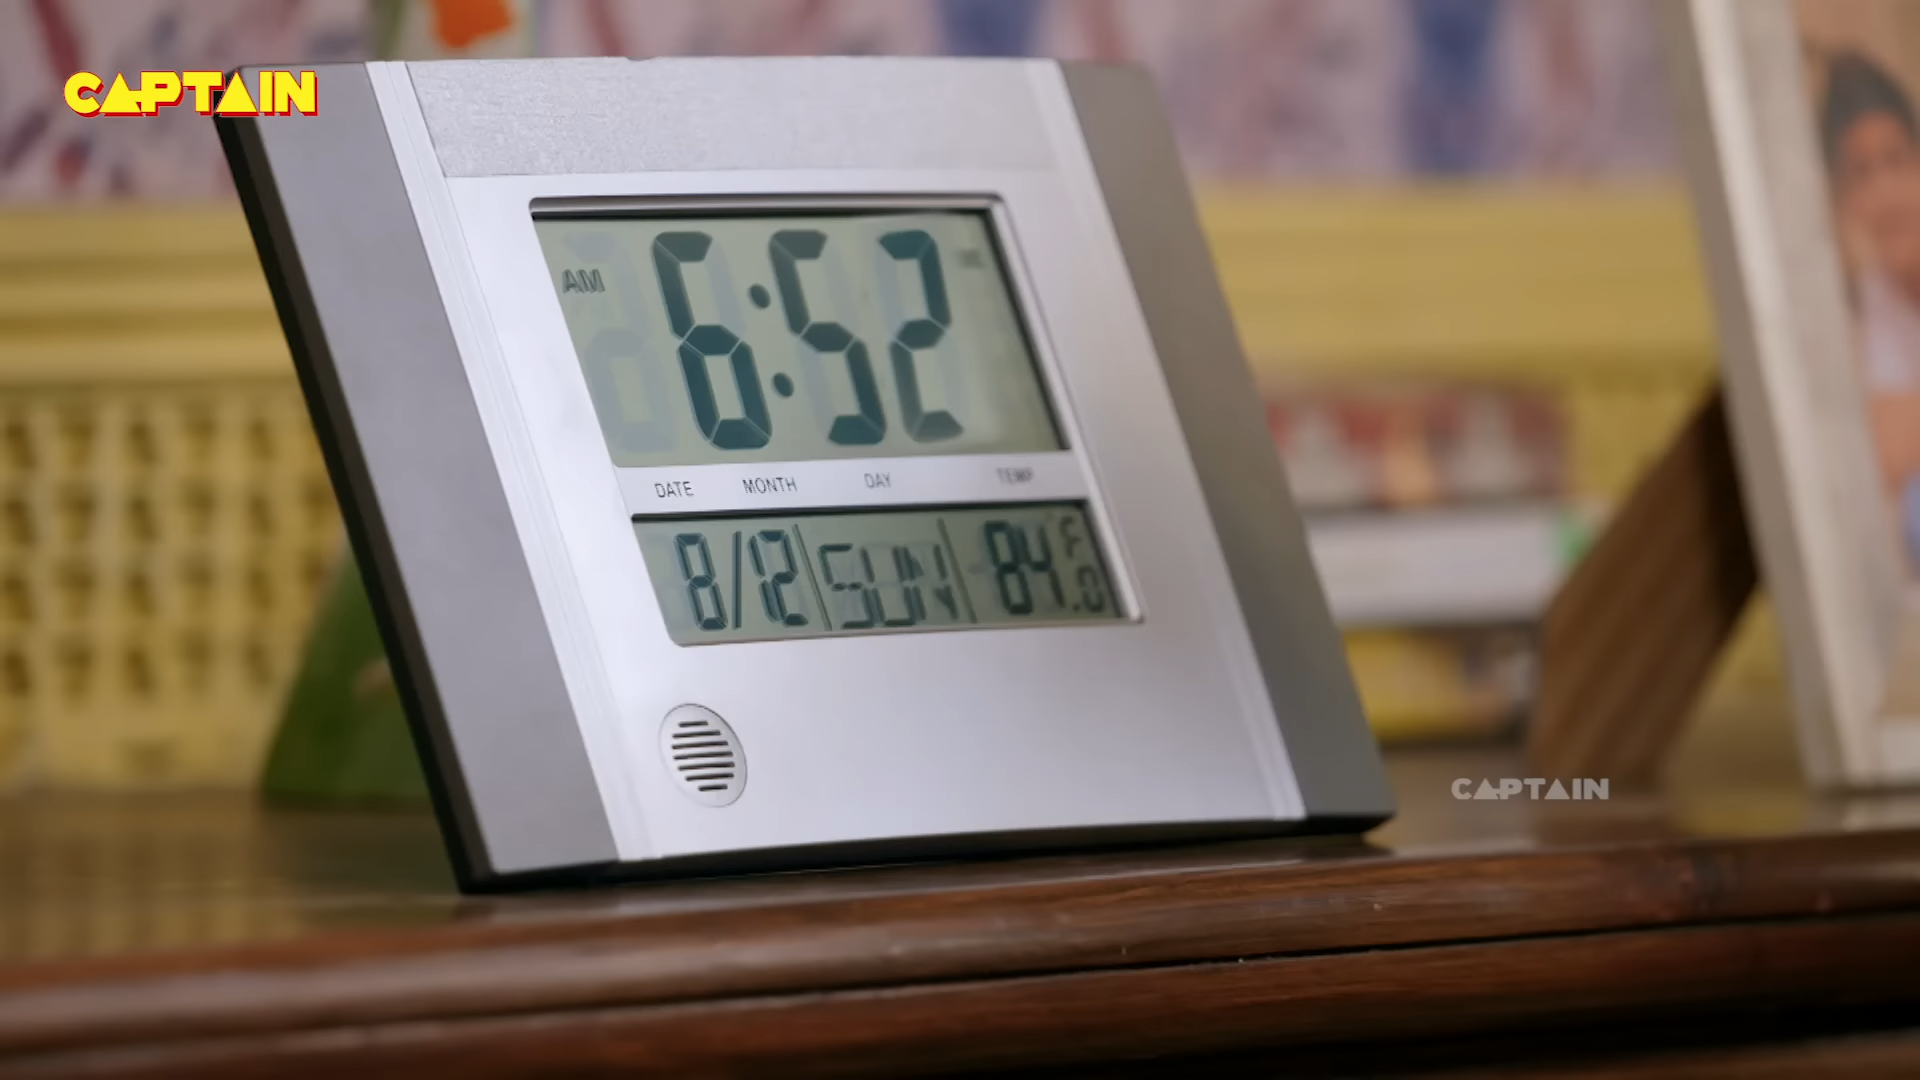 CAPTAIN
AM 6:52
DATE MONTH DAY TEMP
8/12 SUN 84.0 F
CAPTAIN